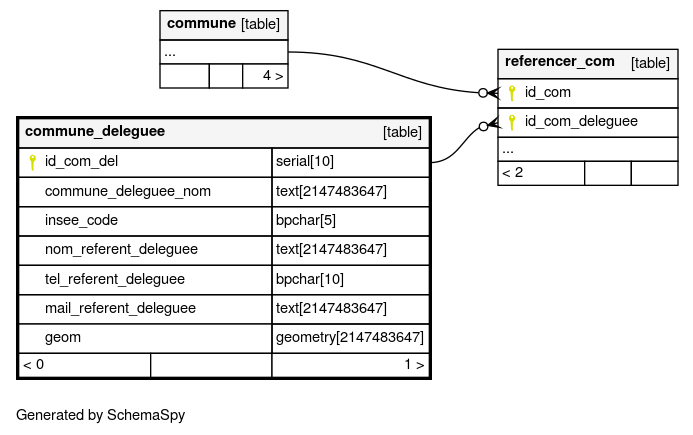 commune [table]
...
4 >
referencer_com [table]
id_com
id_com_deleguee
...
< 2
commune_deleguee [table]
id_com_del serial[10]
commune_deleguee_nom text[2147483647]
insee_code bpchar[5]
nom_referent_deleguee text[2147483647]
tel_referent_deleguee bpchar[10]
mail_referent_deleguee text[2147483647]
geom geometry[2147483647]
< 0 1 >
Generated by SchemaSpy